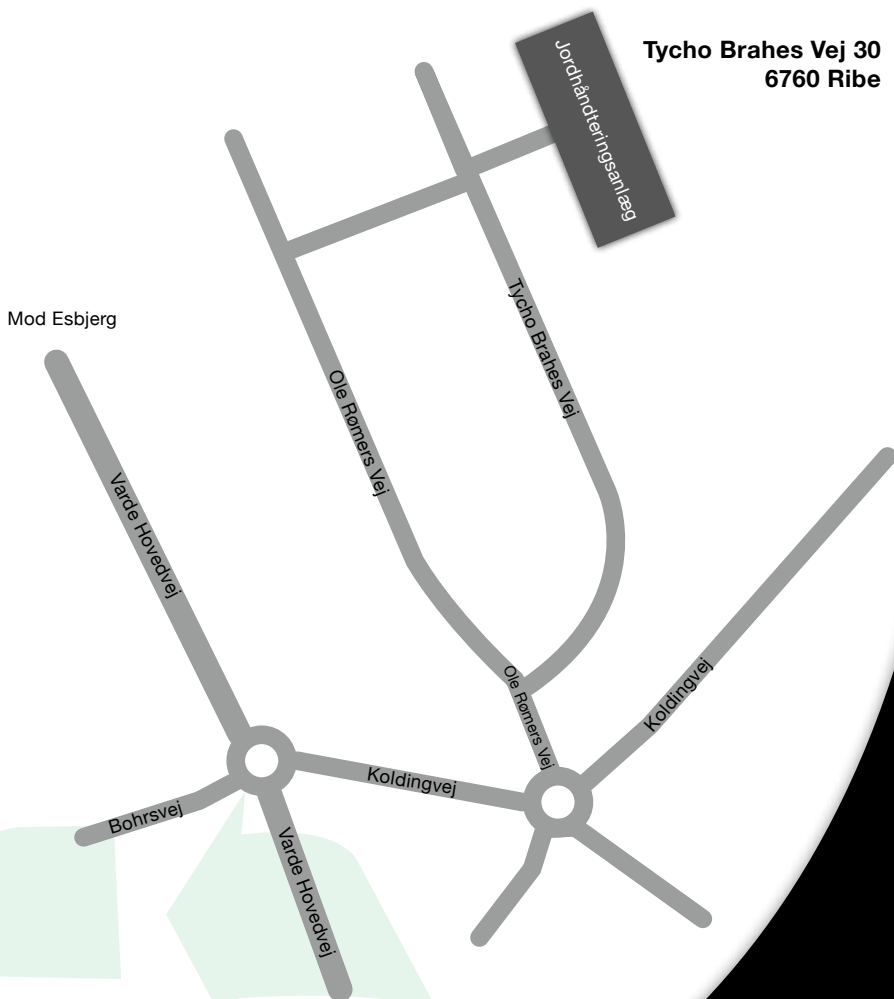 Tycho Brahes Vej 30
6760 Ribe
Jordhåndteringsanlæg
Mod Esbjerg
Tycho Brahes Vej
Ole Rømers Vej
Varde Hovedvej
Ole Rømers Vej
Koldingvej
Koldingvej
Bohrsvej
Varde Hovedvej